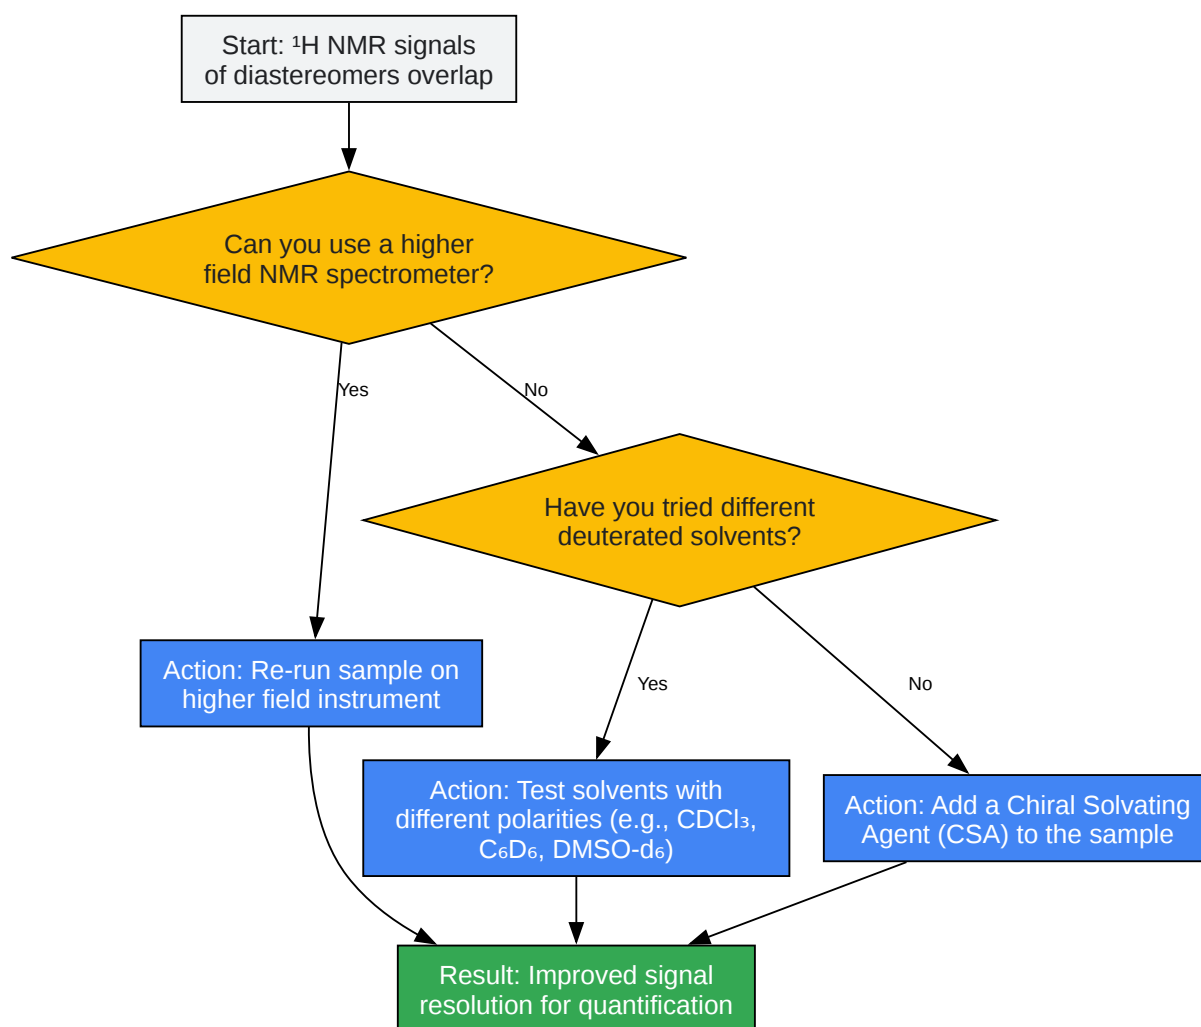 Start: ¹H NMR signals
of diastereomers overlap
Can you use a higher
field NMR spectrometer?
Yes
No
Have you tried different
deuterated solvents?
Action: Re-run sample on
higher field instrument
Yes
No
Action: Test solvents with
different polarities (e.g., CDCl₃,
C₆D₆, DMSO-d₆)
Action: Add a Chiral Solvating
Agent (CSA) to the sample
Result: Improved signal
resolution for quantification